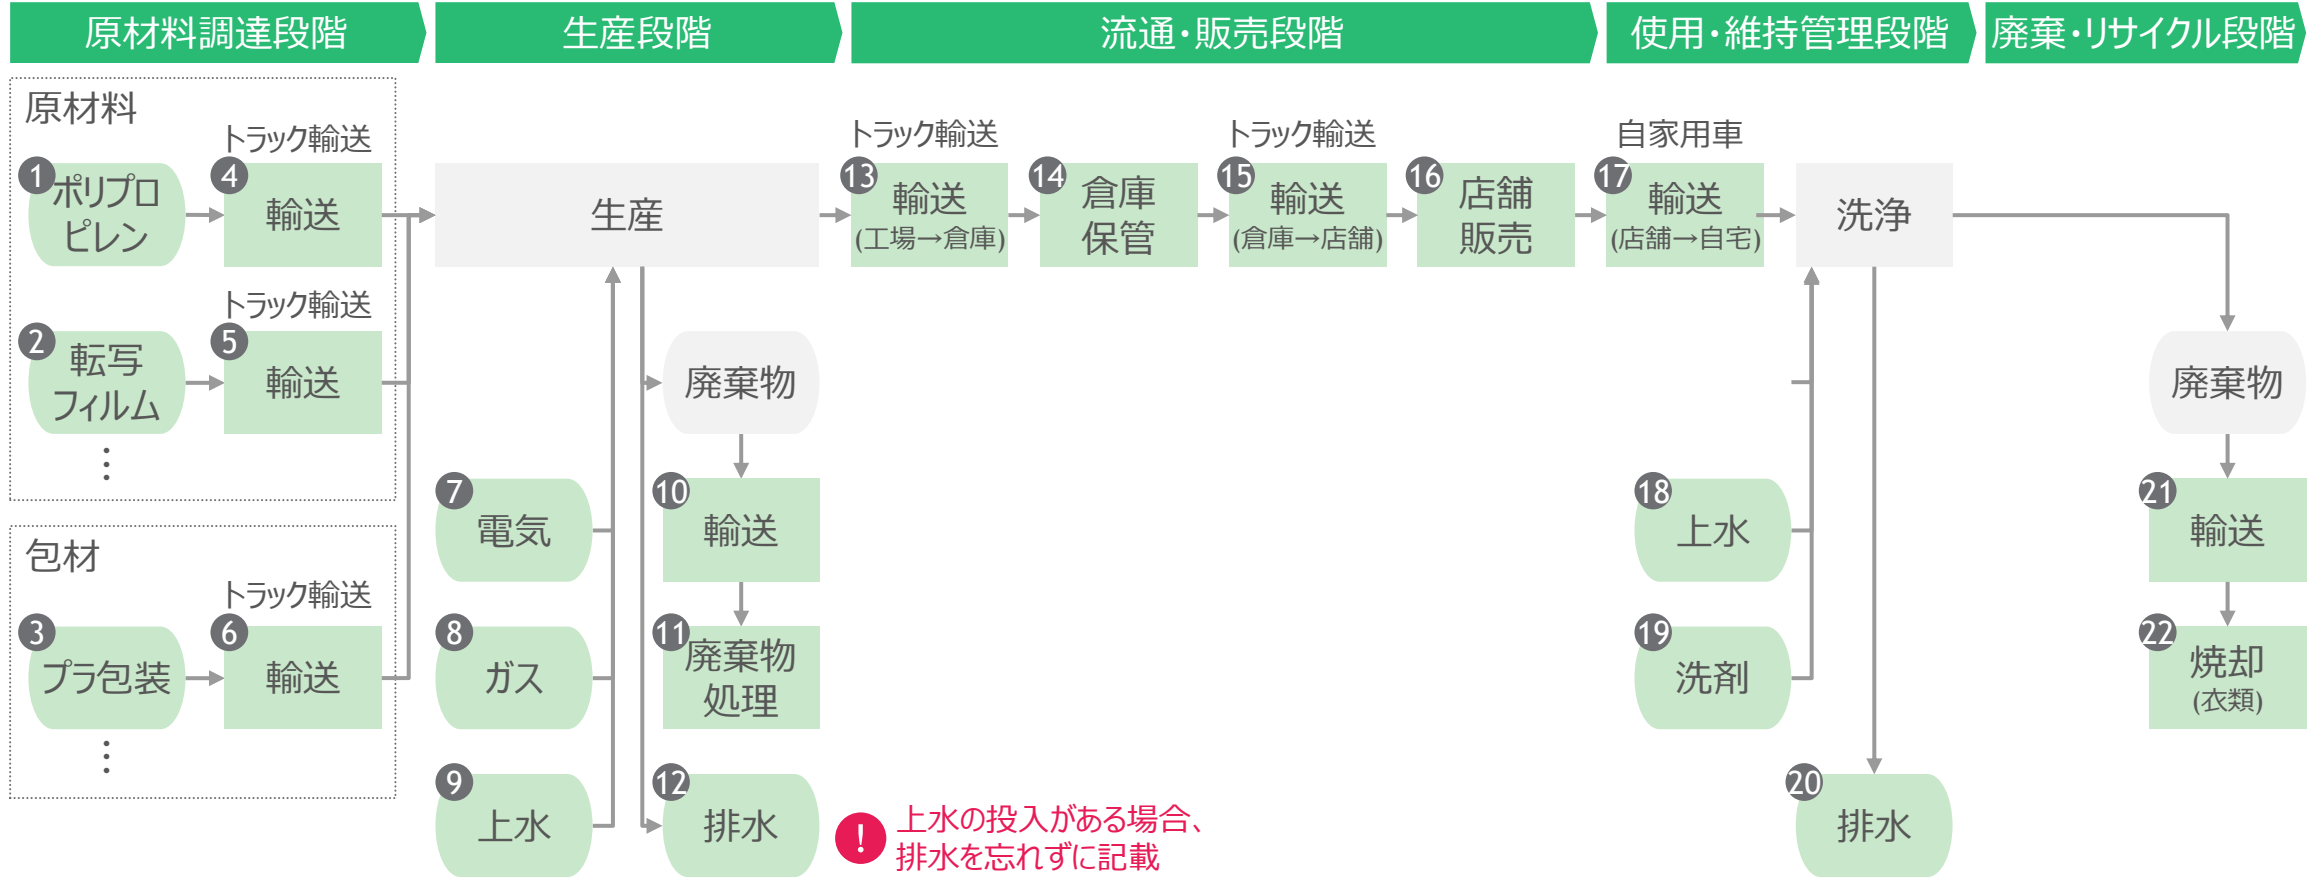 原材料調達段階
生産段階
流通・販売段階
使用・維持管理段階
廃棄・リサイクル段階
原材料
トラック輸送
1
ポリプロ
ピレン
4
輸送
トラック輸送
2
転写
フィルム
5
輸送
⋮
包材
トラック輸送
3
プラ包装
6
輸送
⋮
生産
7
電気
8
ガス
9
上水
廃棄物
10
輸送
11
廃棄物
処理
12
排水
!
上水の投入がある場合、
排水を忘れずに記載
トラック輸送
13
輸送
(工場→倉庫)
14
倉庫
保管
トラック輸送
15
輸送
(倉庫→店舗)
16
店舗
販売
自家用車
17
輸送
(店舗→自宅)
洗浄
18
上水
19
洗剤
20
排水
廃棄物
21
輸送
22
焼却
(衣類)